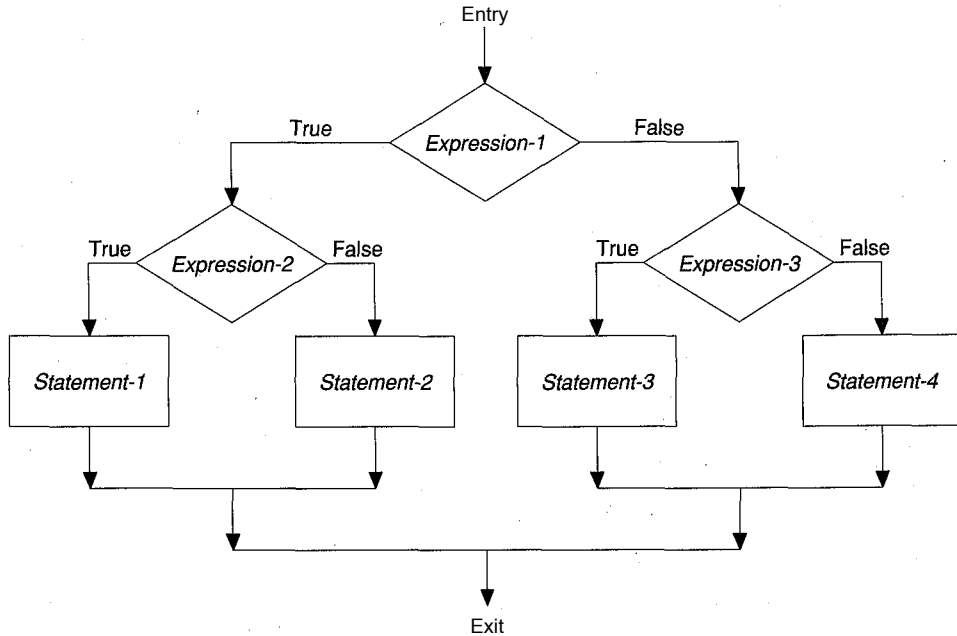 Entry
True
False
Expression-1
True
False
True
False
Expression-2
Expression-3
Statement-1
Statement-2
Statement-3
Statement-4
Exit